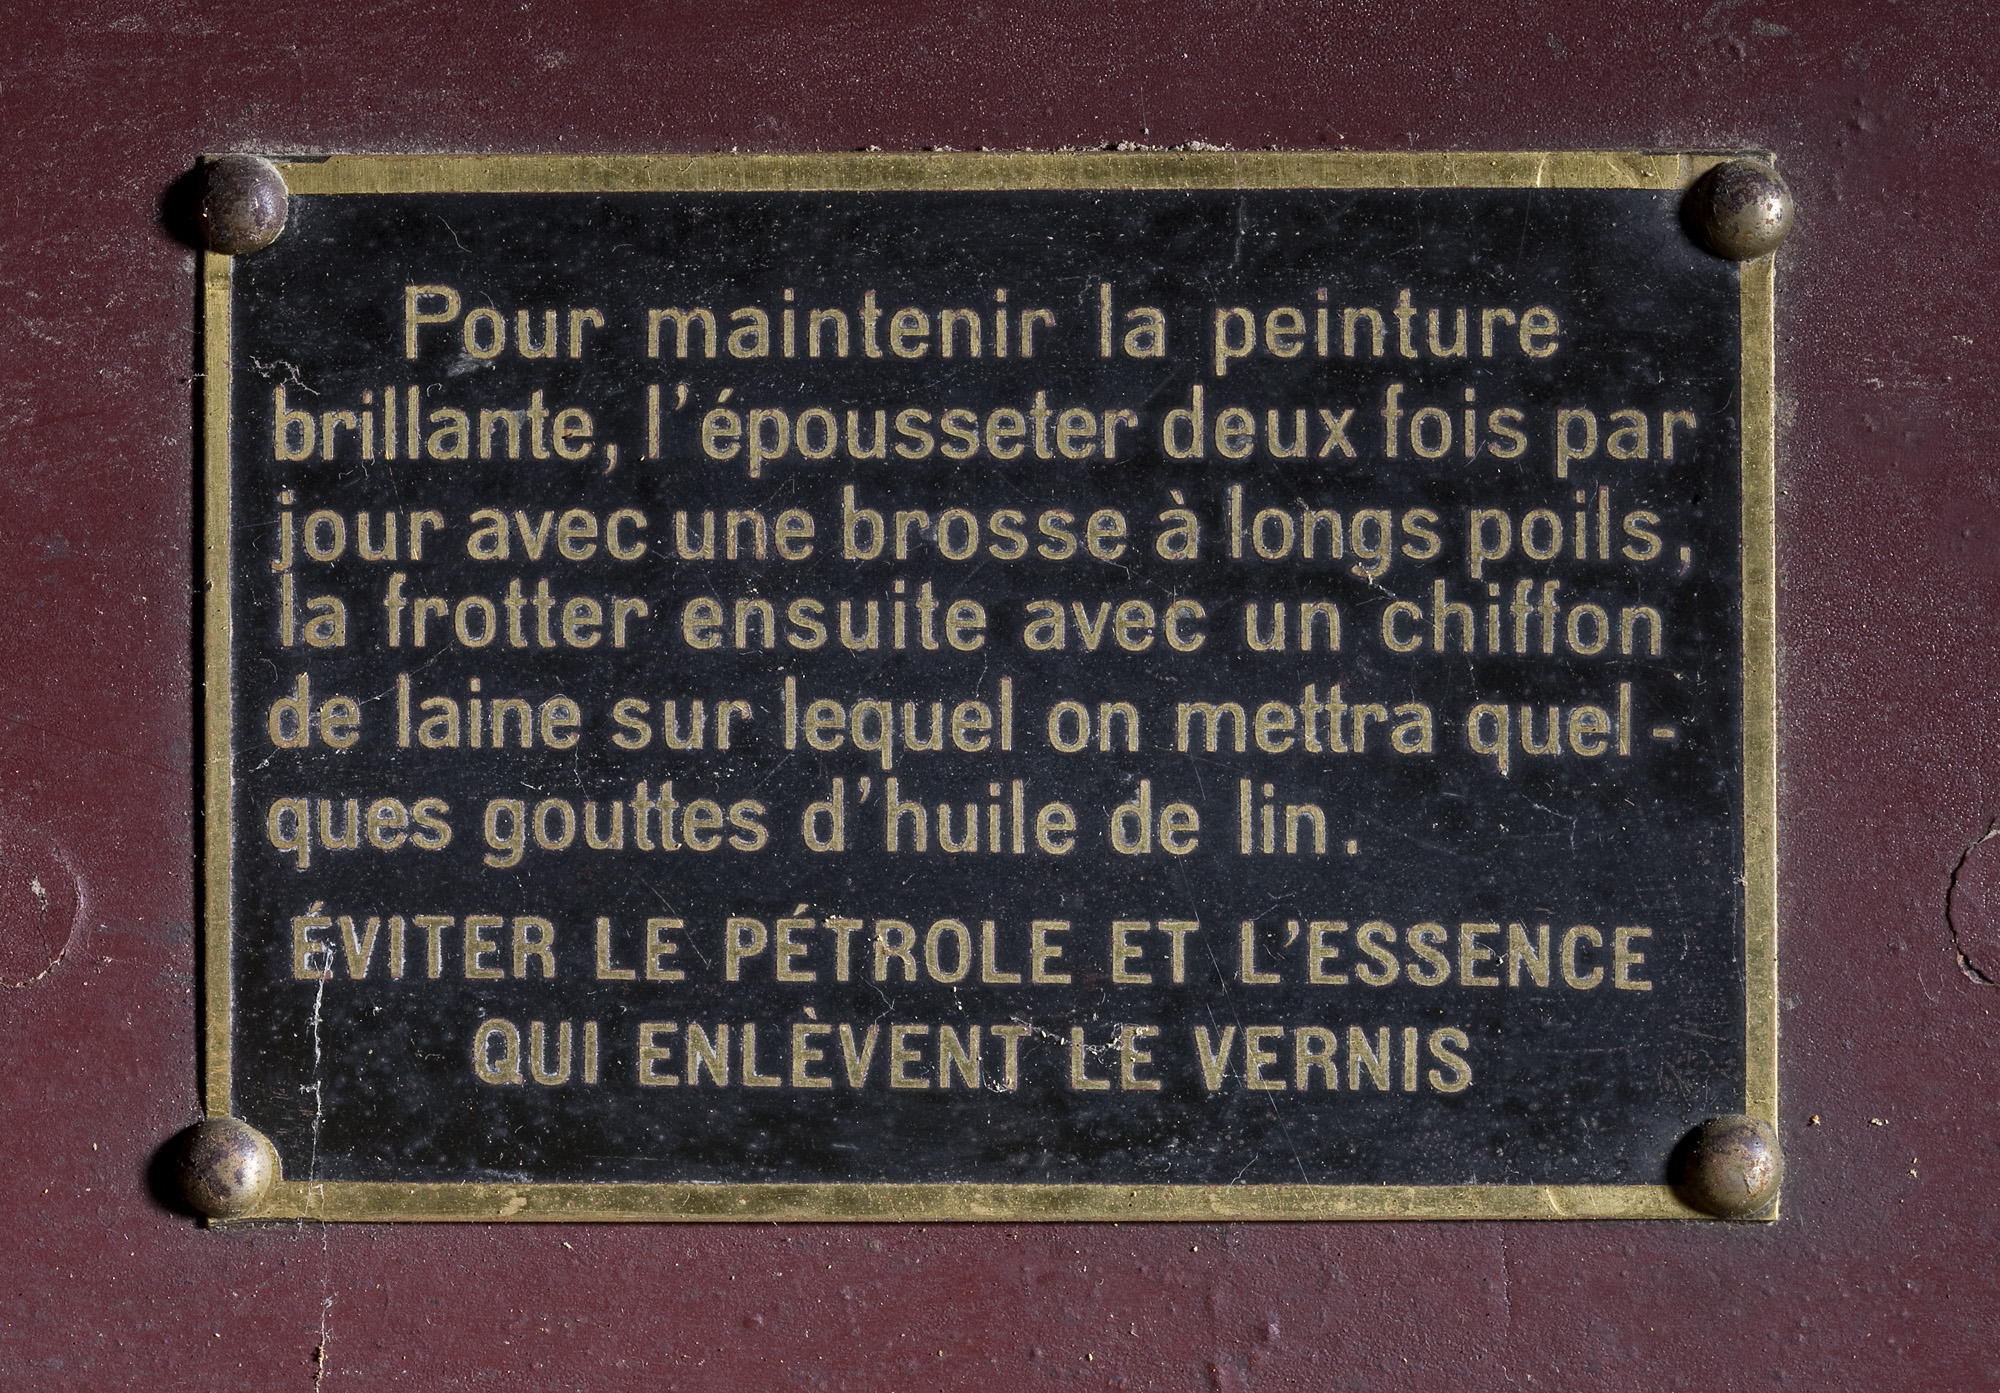 Pour maintenir la peinture
brillante, l'épousseter deux fois par
jour avec une brosse à longs poils,
la frotter ensuite avec un chiffon
de laine sur lequel on mettra quel-
ques gouttes d'huile de lin.
ÉVITER LE PÉTROLE ET L'ESSENCE
QUI ENLÈVENT LE VERNIS